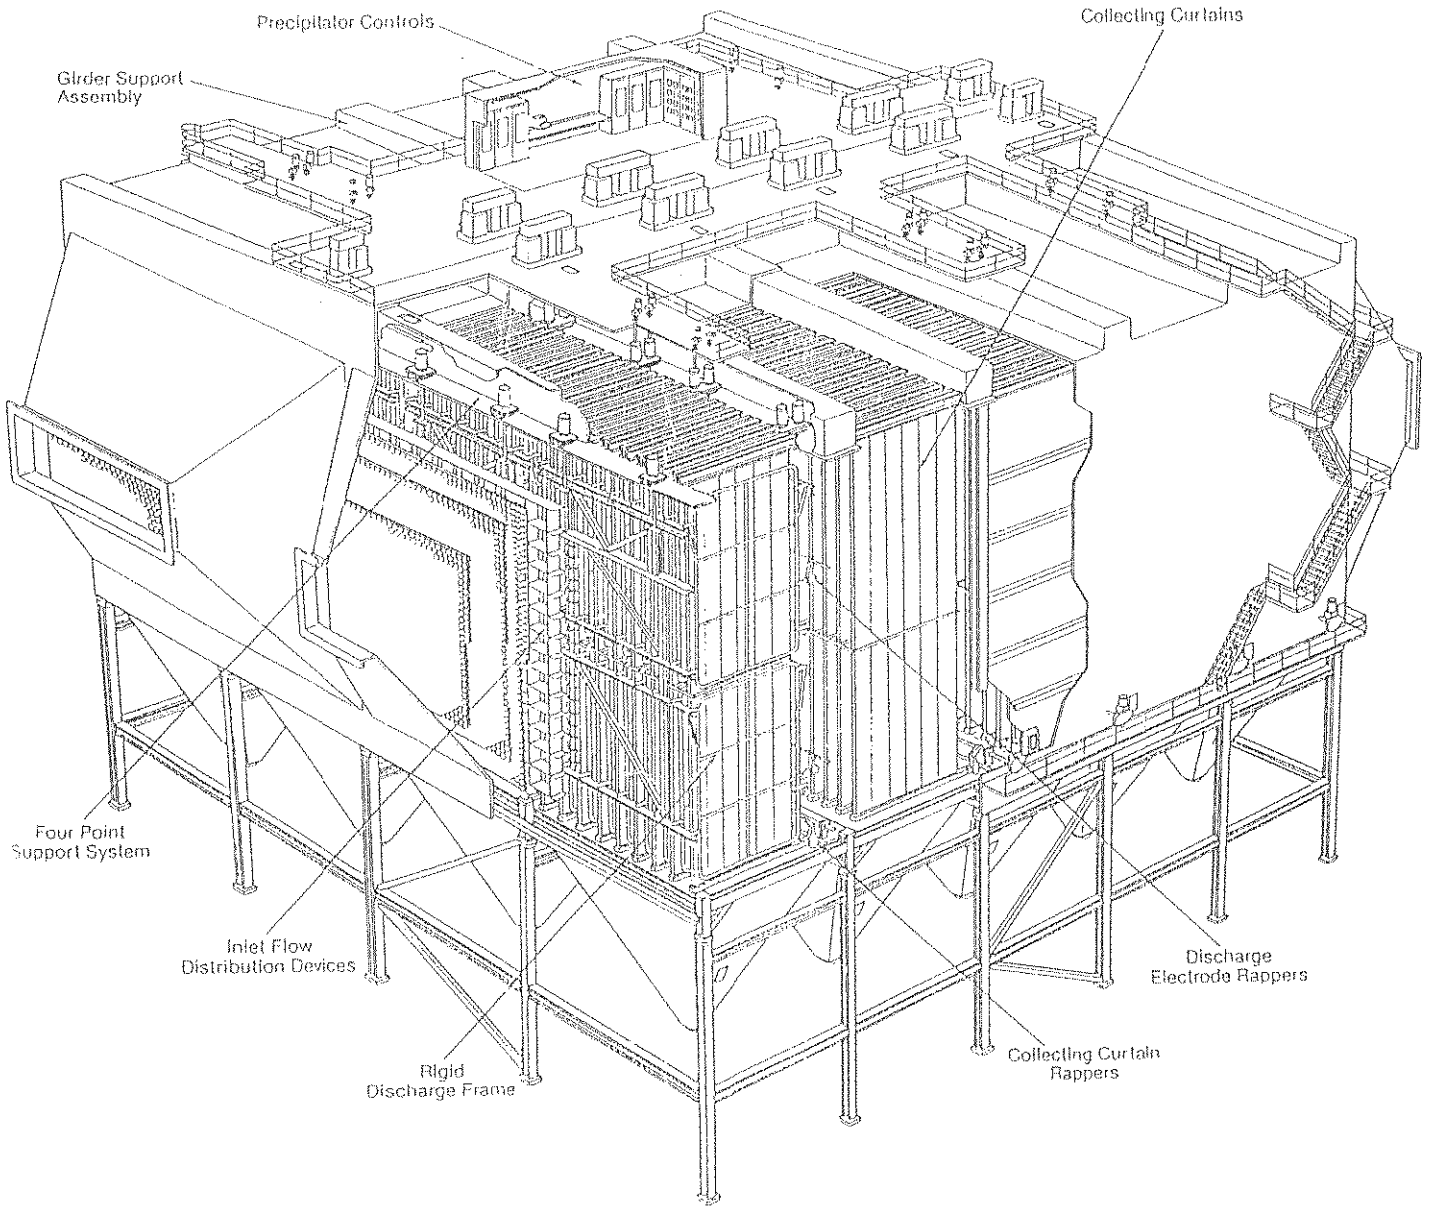 Precipitator Controls
Collecting Curtains
Girder Support
Assembly
Four Point
Support System
Inlet Flow
Distribution Devices
Discharge
Electrode Rappers
Rigid
Discharge Frame
Collecting Curtain
Rappers